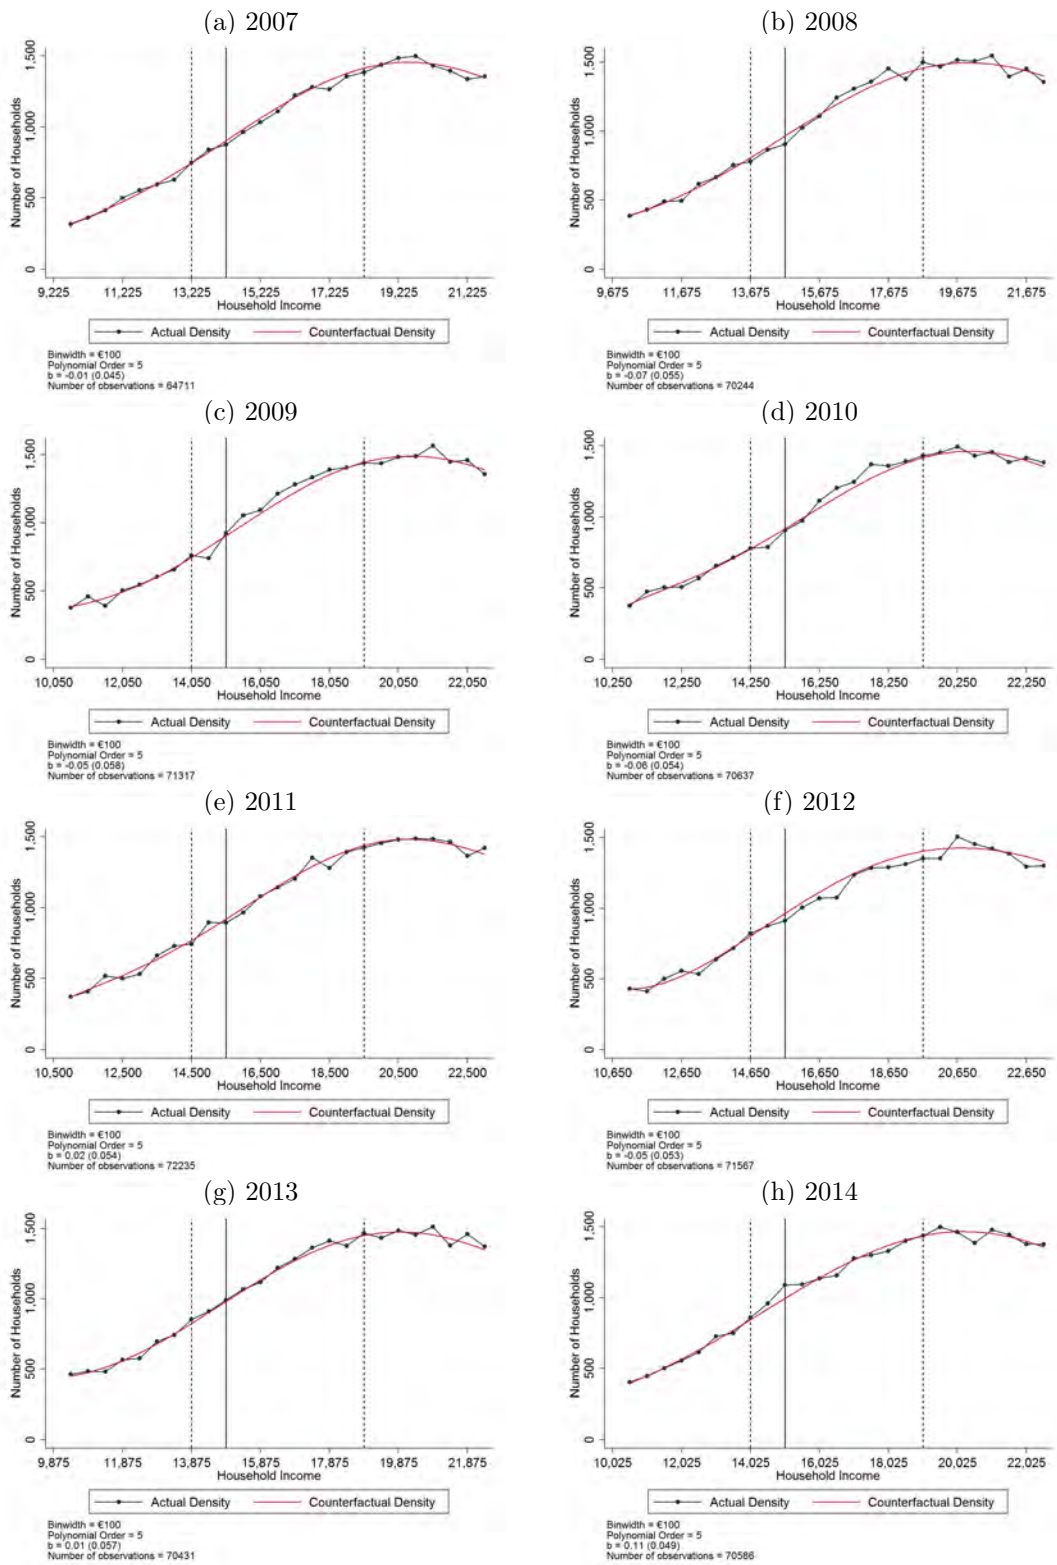 (a) 2007
Number of Households
0 500 1,000 1,500
9,225 11,225 13,225 15,225 17,225 19,225 21,225
Household Income
Actual Density Counterfactual Density
Binwidth = €100
Polynomial Order = 5
b = -0.01 (0.045)
Number of observations = 64711
(b) 2008
Number of Households
0 500 1,000 1,500
9,675 11,675 13,675 15,675 17,675 19,675 21,675
Household Income
Actual Density Counterfactual Density
Binwidth = €100
Polynomial Order = 5
b = -0.07 (0.055)
Number of observations = 70244
(c) 2009
Number of Households
0 500 1,000 1,500
10,050 12,050 14,050 16,050 18,050 20,050 22,050
Household Income
Actual Density Counterfactual Density
Binwidth = €100
Polynomial Order = 5
b = -0.05 (0.058)
Number of observations = 71317
(d) 2010
Number of Households
0 500 1,000 1,500
10,250 12,250 14,250 16,250 18,250 20,250 22,250
Household Income
Actual Density Counterfactual Density
Binwidth = €100
Polynomial Order = 5
b = -0.06 (0.054)
Number of observations = 70637
(e) 2011
Number of Households
0 500 1,000 1,500
10,500 12,500 14,500 16,500 18,500 20,500 22,500
Household Income
Actual Density Counterfactual Density
Binwidth = €100
Polynomial Order = 5
b = 0.02 (0.054)
Number of observations = 72235
(f) 2012
Number of Households
0 500 1,000 1,500
10,650 12,650 14,650 16,650 18,650 20,650 22,650
Household Income
Actual Density Counterfactual Density
Binwidth = €100
Polynomial Order = 5
b = -0.05 (0.053)
Number of observations = 71567
(g) 2013
Number of Households
0 500 1,000 1,500
9,875 11,875 13,875 15,875 17,875 19,875 21,875
Household Income
Actual Density Counterfactual Density
Binwidth = €100
Polynomial Order = 5
b = 0.01 (0.057)
Number of observations = 70431
(h) 2014
Number of Households
0 500 1,000 1,500
10,025 12,025 14,025 16,025 18,025 20,025 22,025
Household Income
Actual Density Counterfactual Density
Binwidth = €100
Polynomial Order = 5
b = 0.11 (0.049)
Number of observations = 70586